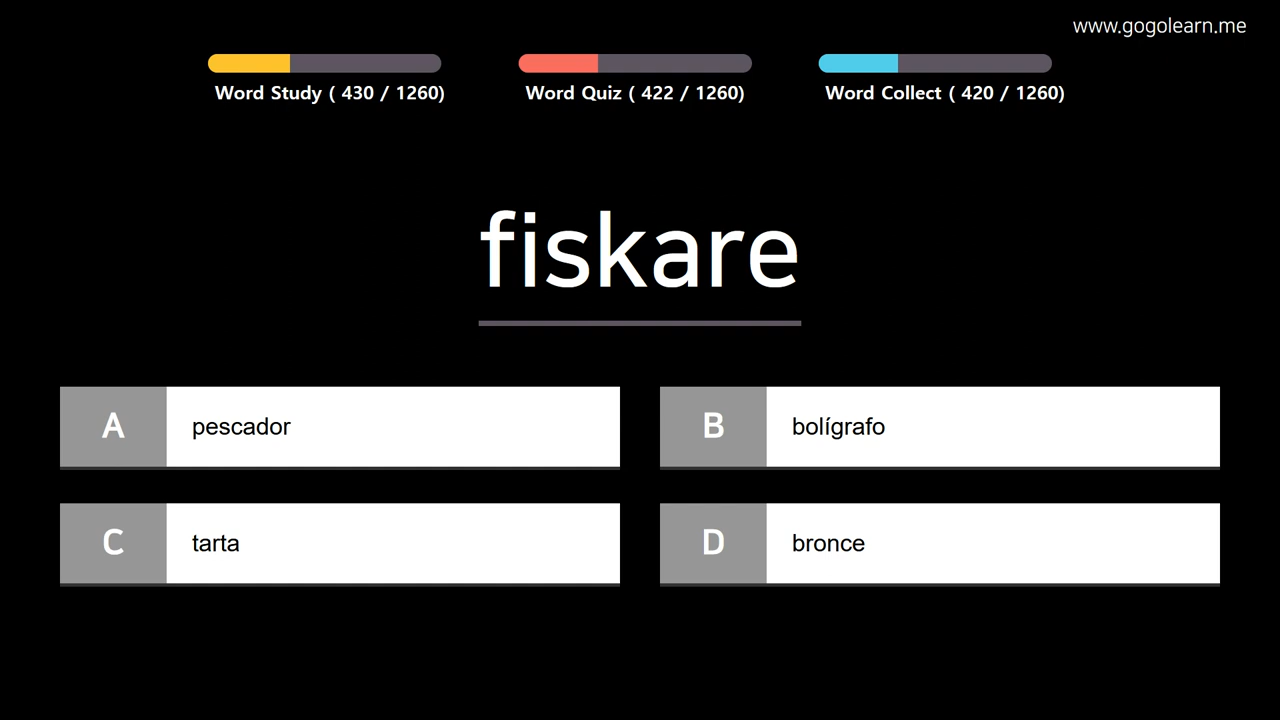 www.gogolearn.me
Word Study ( 430 / 1260)
Word Quiz ( 422 / 1260)
Word Collect ( 420 / 1260)
fiskare
A
pescador
B
bolígrafo
C
tarta
D
bronce